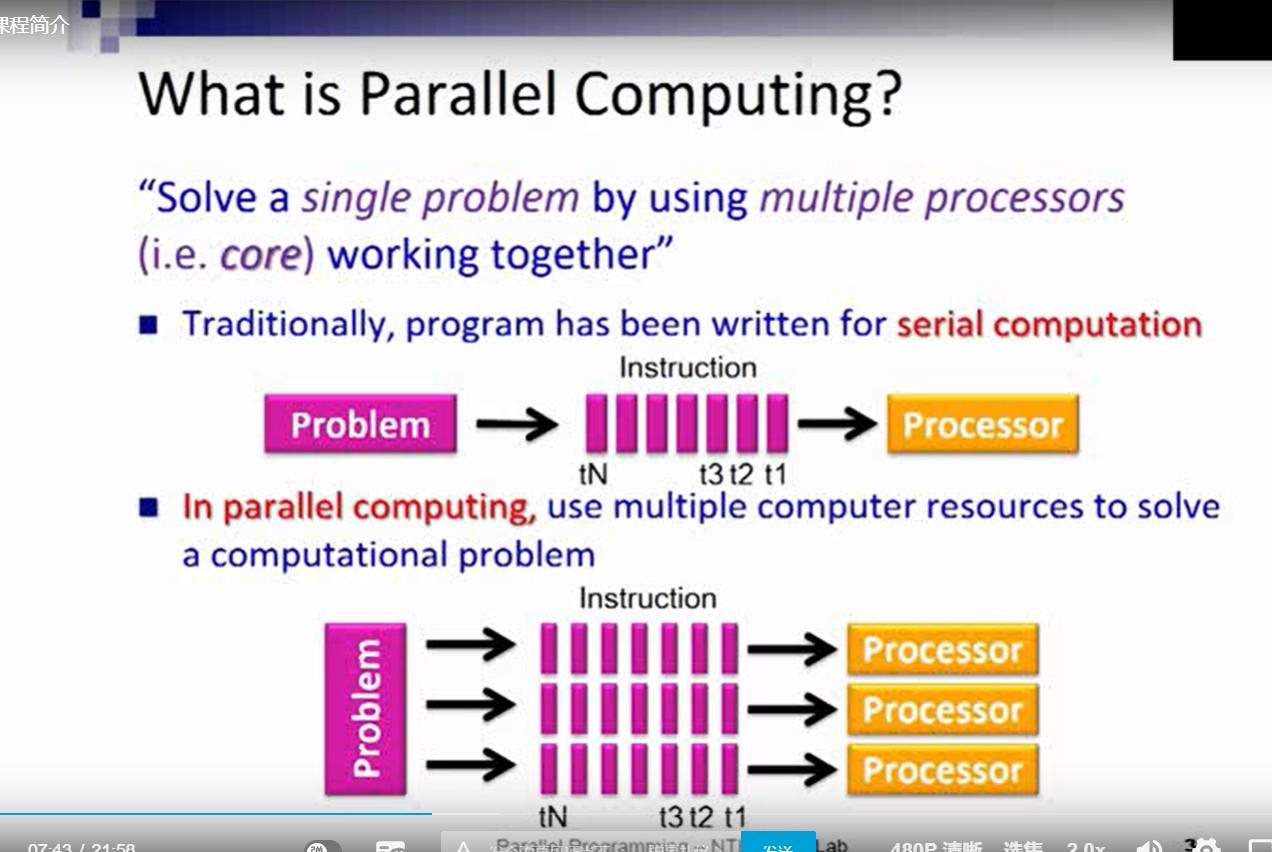 课程简介
What is Parallel Computing?
“Solve a single problem by using multiple processors
(i.e. core) working together”
Traditionally, program has been written for serial computation
Instruction
Problem
Processor
tN t3 t2 t1
In parallel computing, use multiple computer resources to solve
a computational problem
Instruction
Problem
Processor
Processor
Processor
tN t3 t2 t1
Parallel Programming – NTHU Lab
3
07:43 / 21:58
发送
480P 清晰 选集 2.0x